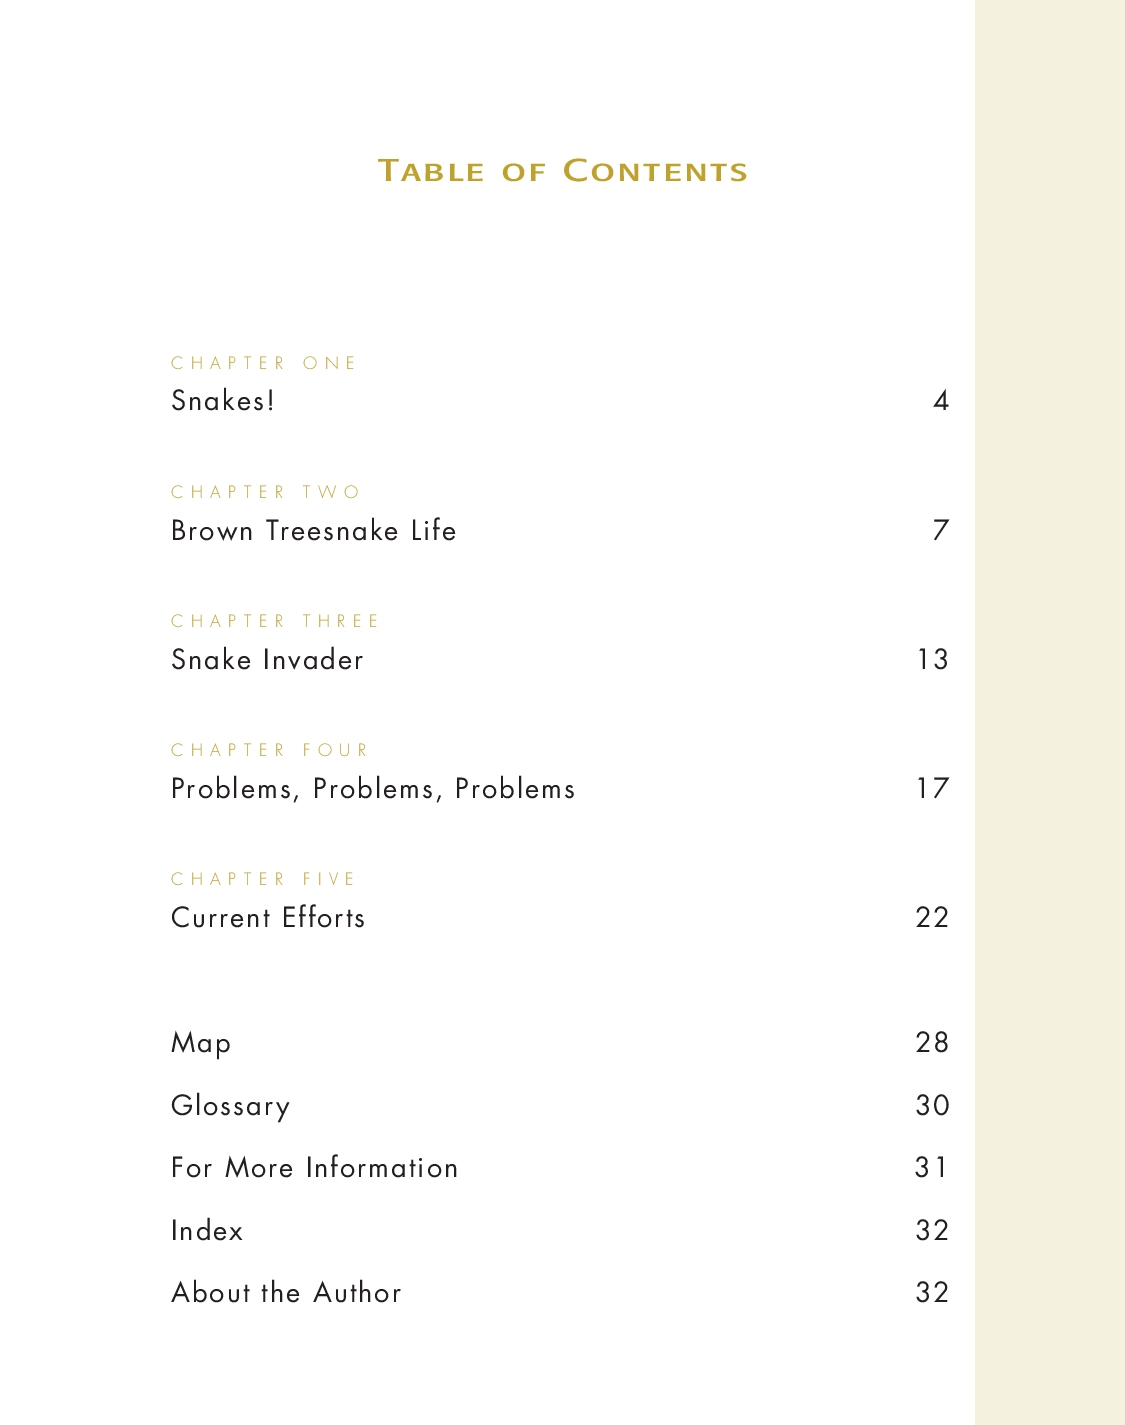 Table of Contents
CHAPTER ONE
Snakes! 4
CHAPTER TWO
Brown Treesnake Life 7
CHAPTER THREE
Snake Invader 13
CHAPTER FOUR
Problems, Problems, Problems 17
CHAPTER FIVE
Current Efforts 22
Map 28
Glossary 30
For More Information 31
Index 32
About the Author 32